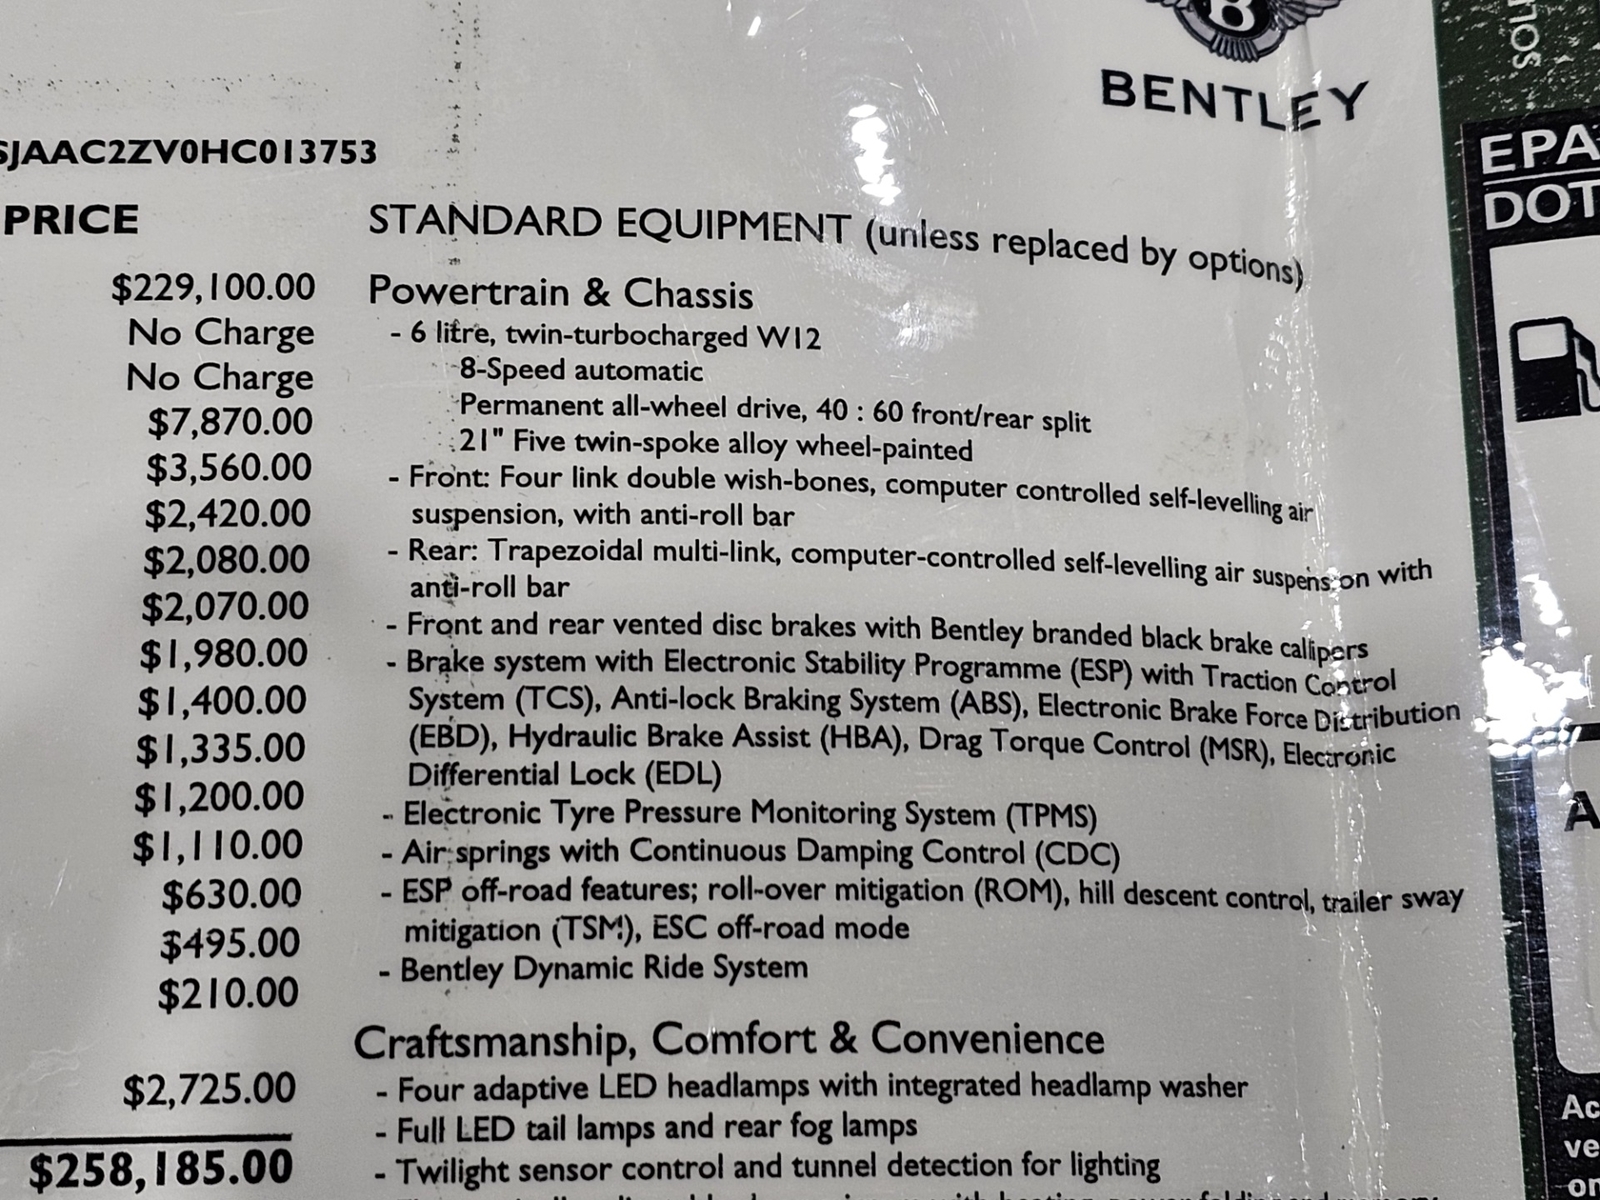 B
BENTLEY
SOUR
SJAAC2ZV0HC013753
EPA
DOT
PRICE
STANDARD EQUIPMENT (unless replaced by options)
$229,100.00
No Charge
No Charge
$7,870.00
$3,560.00
$2,420.00
$2,080.00
$2,070.00
$1,980.00
$1,400.00
$1,335.00
$1,200.00
$1,110.00
$630.00
$495.00
$210.00
$2,725.00
$258,185.00
Powertrain & Chassis
- 6 litre, twin-turbocharged W12
8-Speed automatic
Permanent all-wheel drive, 40 : 60 front/rear split
21" Five twin-spoke alloy wheel-painted
- Front: Four link double wish-bones, computer controlled self-levelling air
suspension, with anti-roll bar
- Rear: Trapezoidal multi-link, computer-controlled self-levelling air suspension with
anti-roll bar
- Front and rear vented disc brakes with Bentley branded black brake callipers
- Brake system with Electronic Stability Programme (ESP) with Traction Control
System (TCS), Anti-lock Braking System (ABS), Electronic Brake Force Distribution
(EBD), Hydraulic Brake Assist (HBA), Drag Torque Control (MSR), Electronic
Differential Lock (EDL)
- Electronic Tyre Pressure Monitoring System (TPMS)
- Air springs with Continuous Damping Control (CDC)
- ESP off-road features; roll-over mitigation (ROM), hill descent control, trailer sway
mitigation (TSM), ESC off-road mode
- Bentley Dynamic Ride System
Craftsmanship, Comfort & Convenience
- Four adaptive LED headlamps with integrated headlamp washer
- Full LED tail lamps and rear fog lamps
- Twilight sensor control and tunnel detection for lighting
A
Ac
ve
on